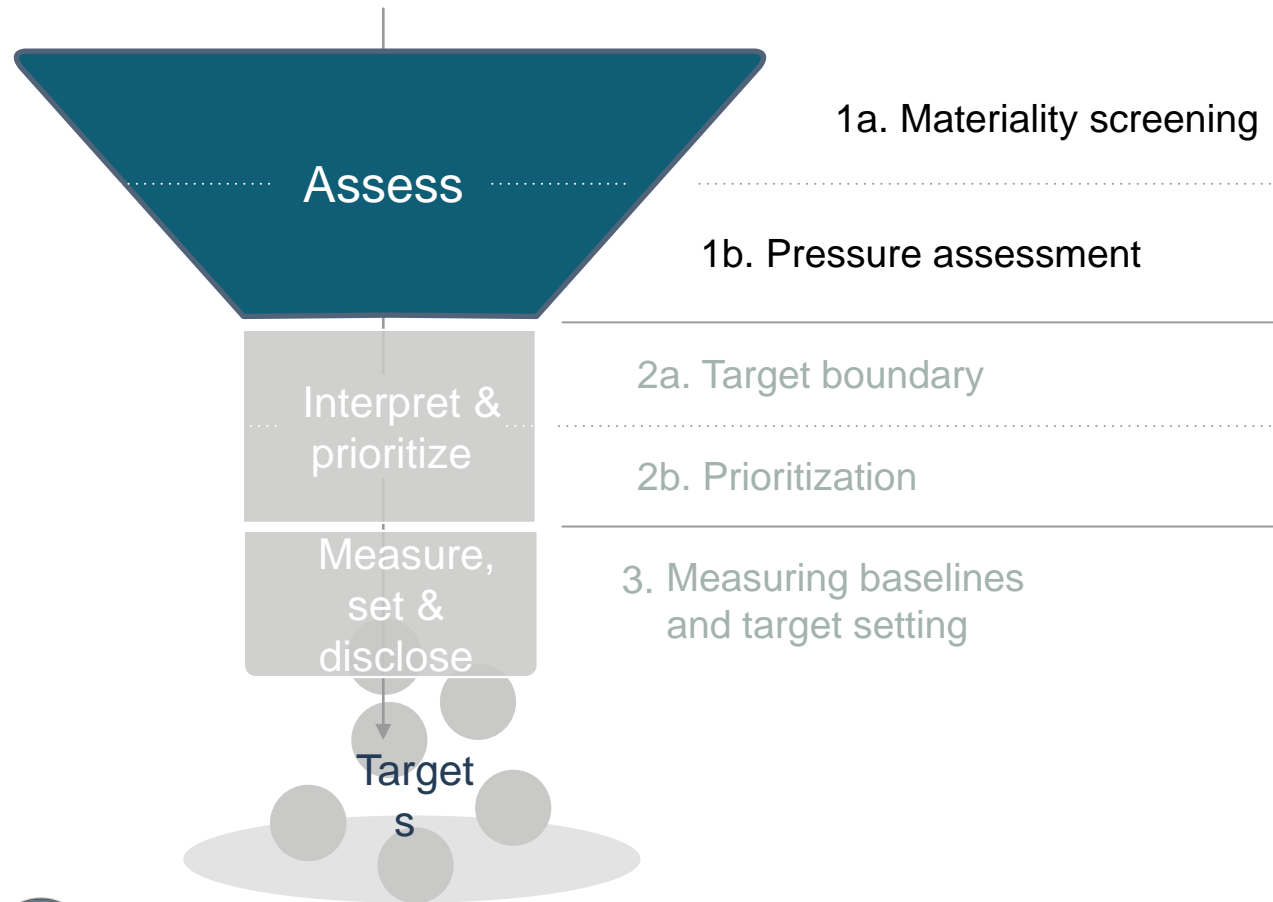 1a. Materiality screening
Assess
1b. Pressure assessment
Interpret &
prioritize
2a. Target boundary
2b. Prioritization
Measure,
set &
disclose
3. Measuring baselines
and target setting
Target
s